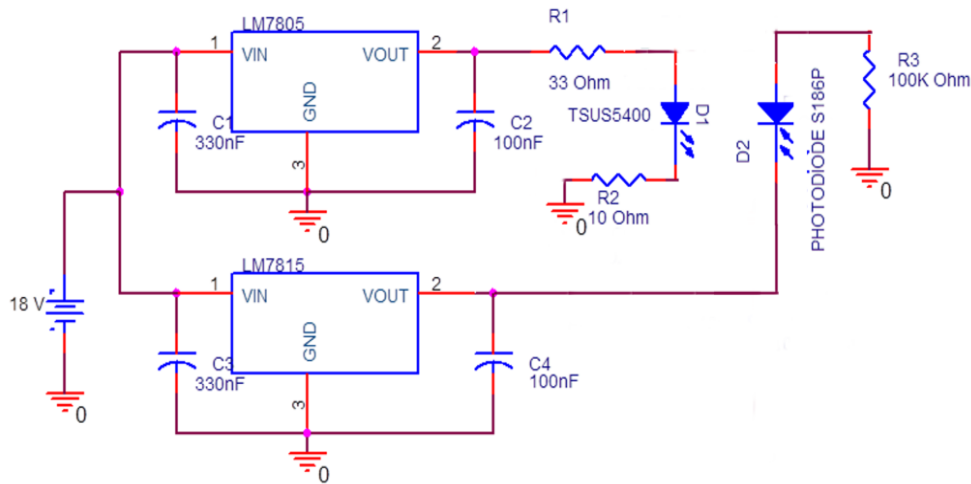 LM7805
1
VIN
VOUT
2
GND
3
C1
330nF
C2
100nF
0
R1
33 Ohm
TSUS5400
D1
R2
10 Ohm
0
D2
PHOTODIODE S186P
R3
100K Ohm
0
18 V
0
LM7815
1
VIN
VOUT
2
GND
3
C3
330nF
C4
100nF
0